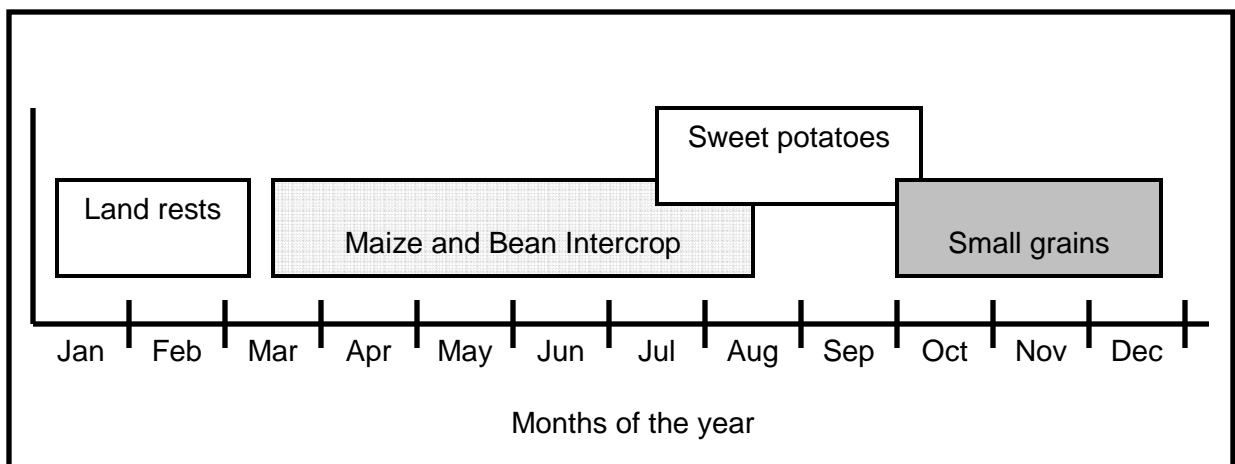 Sweet potatoes
Land rests
Maize and Bean Intercrop
Small grains
Jan Feb Mar Apr May Jun Jul Aug Sep Oct Nov Dec
Months of the year